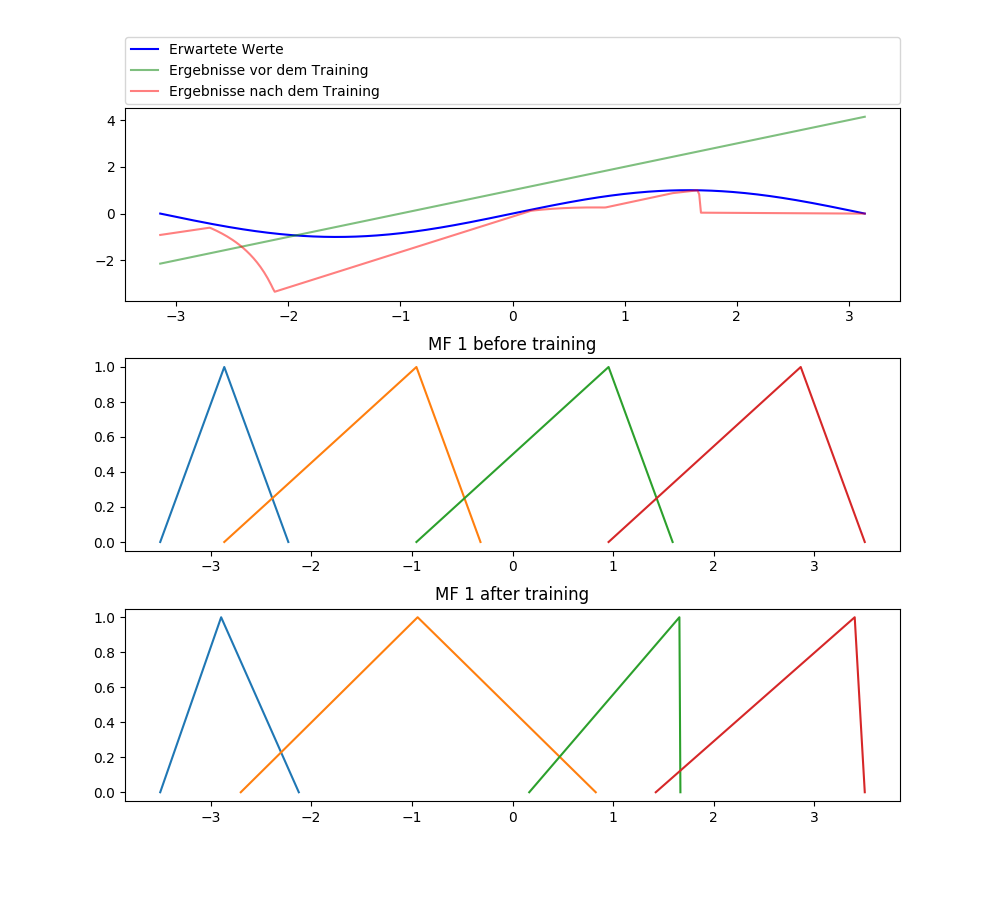 Erwartete Werte
Ergebnisse vor dem Training
Ergebnisse nach dem Training
4
2
0
−2
−3 −2 −1 0 1 2 3
MF 1 before training
1.0
0.8
0.6
0.4
0.2
0.0
−3 −2 −1 0 1 2 3
MF 1 after training
1.0
0.8
0.6
0.4
0.2
0.0
−3 −2 −1 0 1 2 3